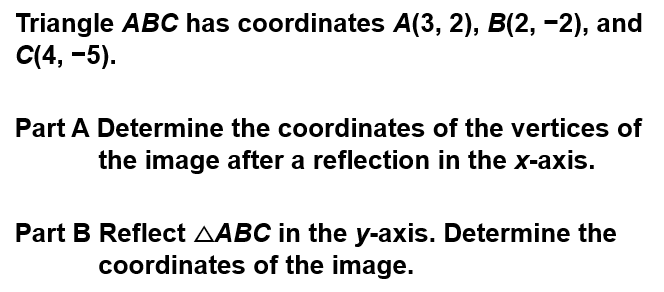 Triangle ABC has coordinates A(3, 2), B(2, −2), and
C(4, −5).
Part A Determine the coordinates of the vertices of
the image after a reflection in the x-axis.
Part B Reflect △ABC in the y-axis. Determine the
coordinates of the image.